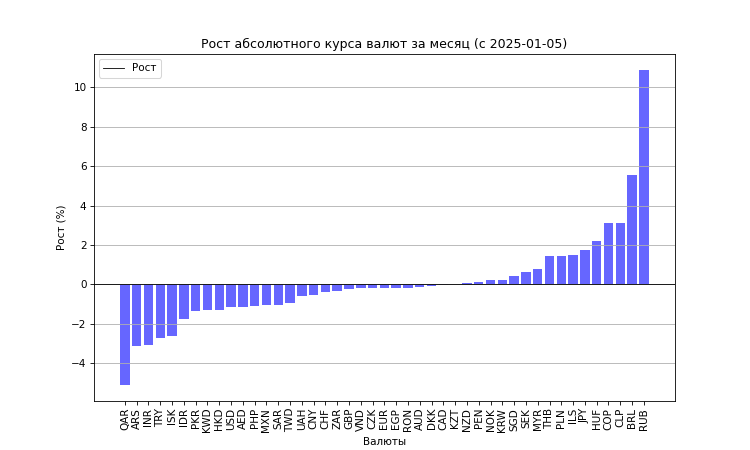 Рост абсолютного курса валют за месяц (с 2025-01-05)
Рост
10
8
6
4
2
0
−2
−4
Рост (%)
QAR ARS INR TRY ISK IDR PKR KWD HKD USD AED PHP MXN SAR TWD UAH CNY CHF ZAR GBP VND CZK EUR EGP RON AUD DKK CAD KZT NZD PEN NOK KRW SGD SEK MYR THB PLN ILS JPY HUF COP CLP BRL RUB
Валюты